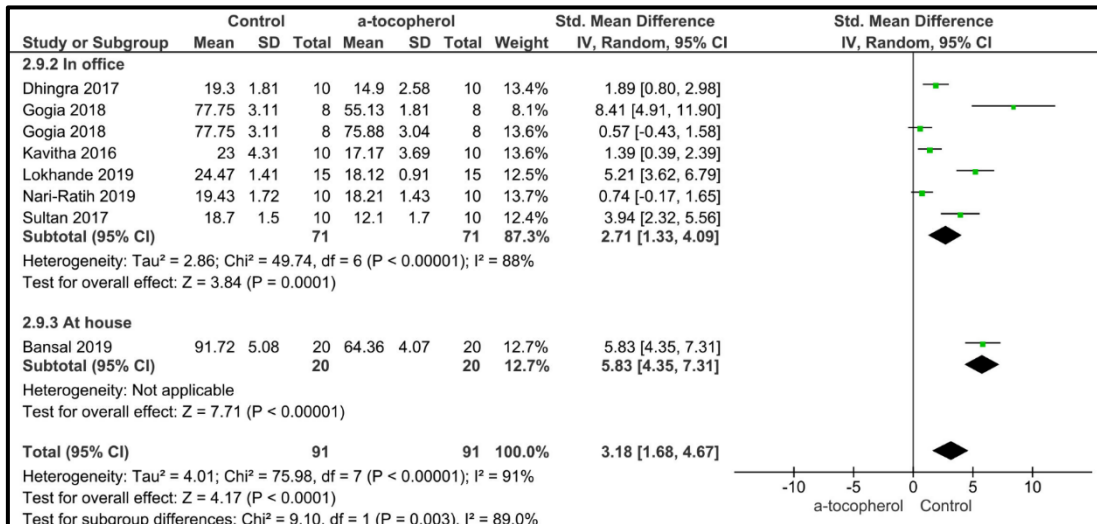 Control a-tocopherol Std. Mean Difference Std. Mean Difference
Study or Subgroup Mean SD Total Mean SD Total Weight IV, Random, 95% CI IV, Random, 95% CI
2.9.2 In office
Dhingra 2017 19.3 1.81 10 14.9 2.58 10 13.4% 1.89 [0.80, 2.98]
Gogia 2018 77.75 3.11 8 55.13 1.81 8 8.1% 8.41 [4.91, 11.90]
Gogia 2018 77.75 3.11 8 75.88 3.04 8 13.6% 0.57 [-0.43, 1.58]
Kavitha 2016 23 4.31 10 17.17 3.69 10 13.6% 1.39 [0.39, 2.39]
Lokhande 2019 24.47 1.41 15 18.12 0.91 15 12.5% 5.21 [3.62, 6.79]
Nari-Ratih 2019 19.43 1.72 10 18.21 1.43 10 13.7% 0.74 [-0.17, 1.65]
Sultan 2017 18.7 1.5 10 12.1 1.7 10 12.4% 3.94 [2.32, 5.56]
Subtotal (95% CI) 71 71 87.3% 2.71 [1.33, 4.09]
Heterogeneity: Tau² = 2.86; Chi² = 49.74, df = 6 (P < 0.00001); I² = 88%
Test for overall effect: Z = 3.84 (P = 0.0001)
2.9.3 At house
Bansal 2019 91.72 5.08 20 64.36 4.07 20 12.7% 5.83 [4.35, 7.31]
Subtotal (95% CI) 20 20 12.7% 5.83 [4.35, 7.31]
Heterogeneity: Not applicable
Test for overall effect: Z = 7.71 (P < 0.00001)
Total (95% CI) 91 91 100.0% 3.18 [1.68, 4.67]
Heterogeneity: Tau² = 4.01; Chi² = 75.98, df = 7 (P < 0.00001); I² = 91%
Test for overall effect: Z = 4.17 (P < 0.0001)
Test for subgroup differences: Chi² = 9.10, df = 1 (P = 0.003), I² = 89.0%
-10 -5 0 5 10
a-tocopherol Control